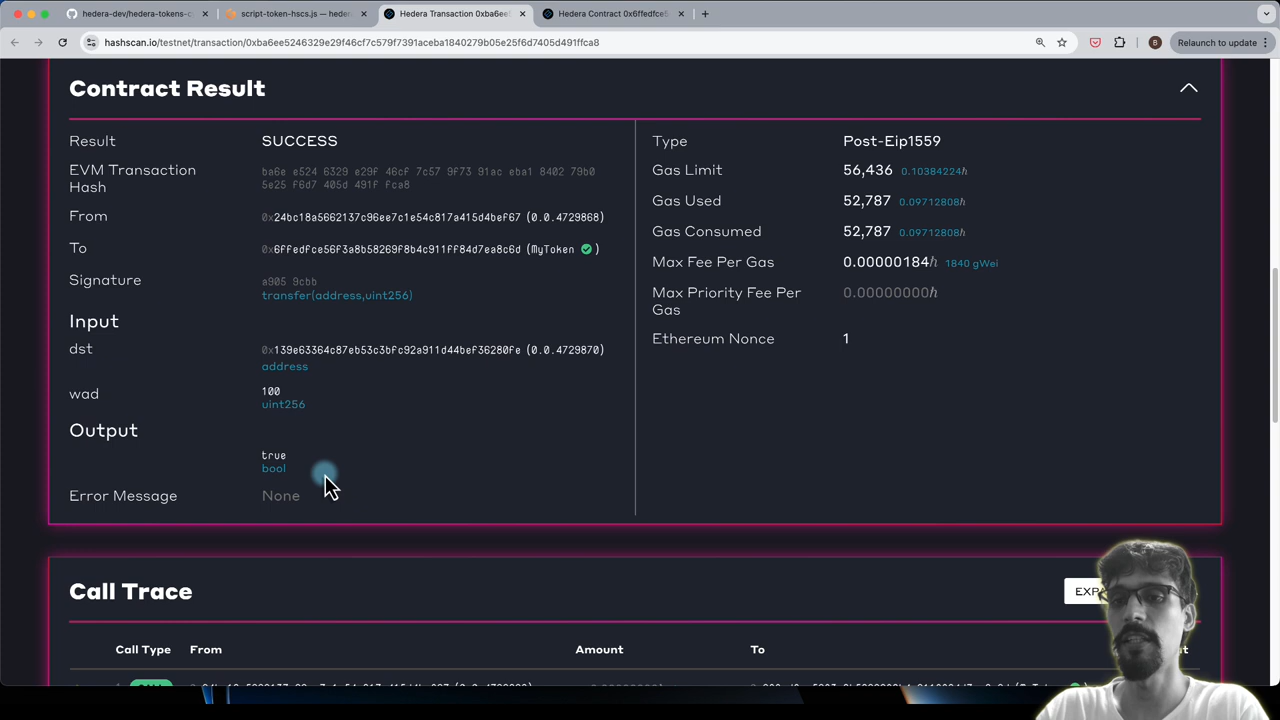 hedera-dev/hedera-tokens-c
script-token-hscs.js — heder
Hedera Transaction 0xba6ee5
Hedera Contract 0x6ffedfce5
hashscan.io/testnet/transaction/0xba6ee5246329e29f46cf7c579f7391aceba1840279b05e25f6d7405d491ffca8
B
Relaunch to update
Contract Result
Result
SUCCESS
EVM Transaction
Hash
ba6e e524 6329 e29f 46cf 7c57 9f73 91ac eba1 8402 79b0
5e25 f6d7 405d 491f fca8
From
0x24bc18a5662137c96ee7c1e54c817a415d4bef67 (0.0.4729868)
To
0x6ffedfce56f3a8b58269f8b4c911ff84d7ea8c6d (MyToken )
Signature
a905 9cbb
transfer(address,uint256)
Input
dst
0x139e63364c87eb53c3bfc92a911d44bef36280fe (0.0.4729870)
address
wad
100
uint256
Output
true
bool
Error Message
None
Type
Post-Eip1559
Gas Limit
56,436 0.10384224ℏ
Gas Used
52,787 0.09712808ℏ
Gas Consumed
52,787 0.09712808ℏ
Max Fee Per Gas
0.00000184ℏ 1840 gWei
Max Priority Fee Per
Gas
0.00000000ℏ
Ethereum Nonce
1
Call Trace
Call Type
From
Amount
To